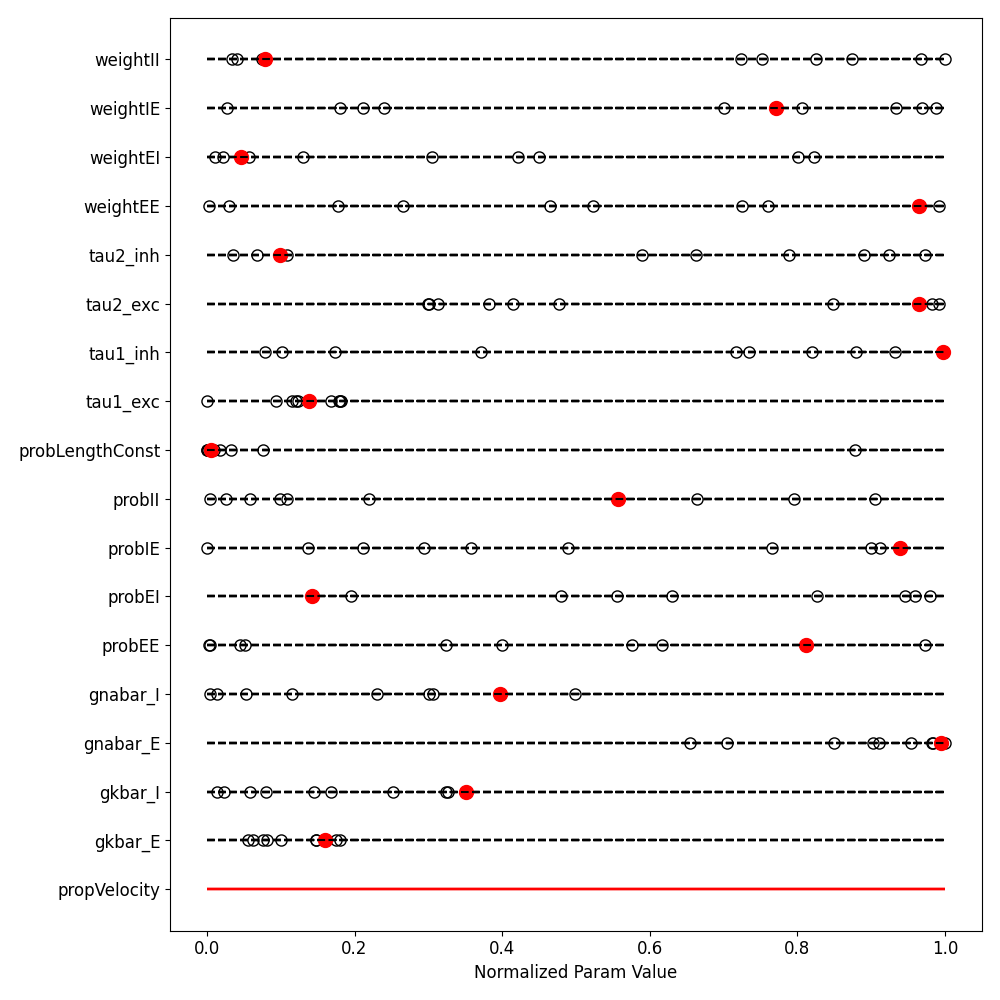 weightII
weightIE
weightEI
weightEE
tau2_inh
tau2_exc
tau1_inh
tau1_exc
probLengthConst
probII
probIE
probEI
probEE
gnabar_I
gnabar_E
gkbar_I
gkbar_E
propVelocity
0.0 0.2 0.4 0.6 0.8 1.0
Normalized Param Value